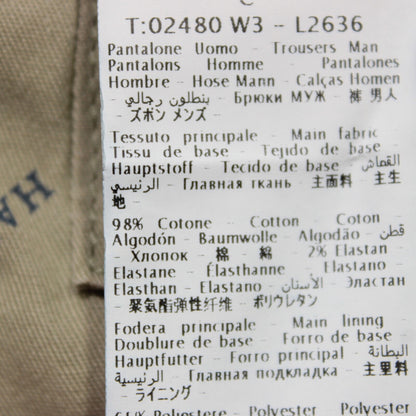 T:02480 W3 - L2636
Pantalone Uomo - Trousers Man
Pantalons Homme - Pantalones
Hombre - Hose Mann - Calças Homen
- بنطلون رجالي - Брюки МУЖ - 裤 男人
- ズボン メンズ -
Tessuto principale - Main fabric -
Tissu de base - Tejido de base -
Hauptstoff - Tecido de base - القماش
الرئيسي - Главная ткань - 主面料 - 主生
地 -
98% Cotone - Cotton - Coton -
Algodón - Baumwolle - Algodão - قطن
- Хлопок - 棉 - 綿 - 2% Elastan -
Elastane - Élasthanne - Elastano -
Elasthan - Elastano - الأستان - Эластан
- 聚氨酯弹性纤维 - ポリウレタン
Fodera principale - Main lining -
Doublure de base - Forro de base -
Hauptfutter - Forro principal - البطانة
الرئيسية - Главная подкладка - 主里料
- ライニング -
Poliestere - Polyester - Polyester
HA